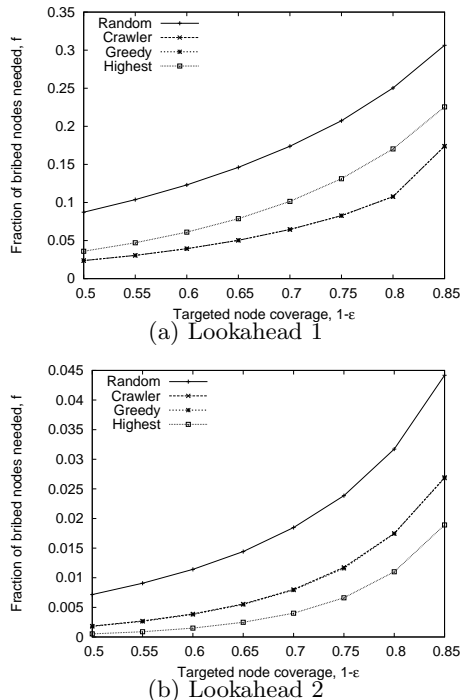 Fraction of bribed nodes needed, f
0.35
0.3
0.25
0.2
0.15
0.1
0.05
0
Random
Crawler
Greedy
Highest
0.5 0.55 0.6 0.65 0.7 0.75 0.8 0.85
Targeted node coverage, 1-ε
(a) Lookahead 1
Fraction of bribed nodes needed, f
0.045
0.04
0.035
0.03
0.025
0.02
0.015
0.01
0.005
0
Random
Crawler
Greedy
Highest
0.5 0.55 0.6 0.65 0.7 0.75 0.8 0.85
Targeted node coverage, 1-ε
(b) Lookahead 2